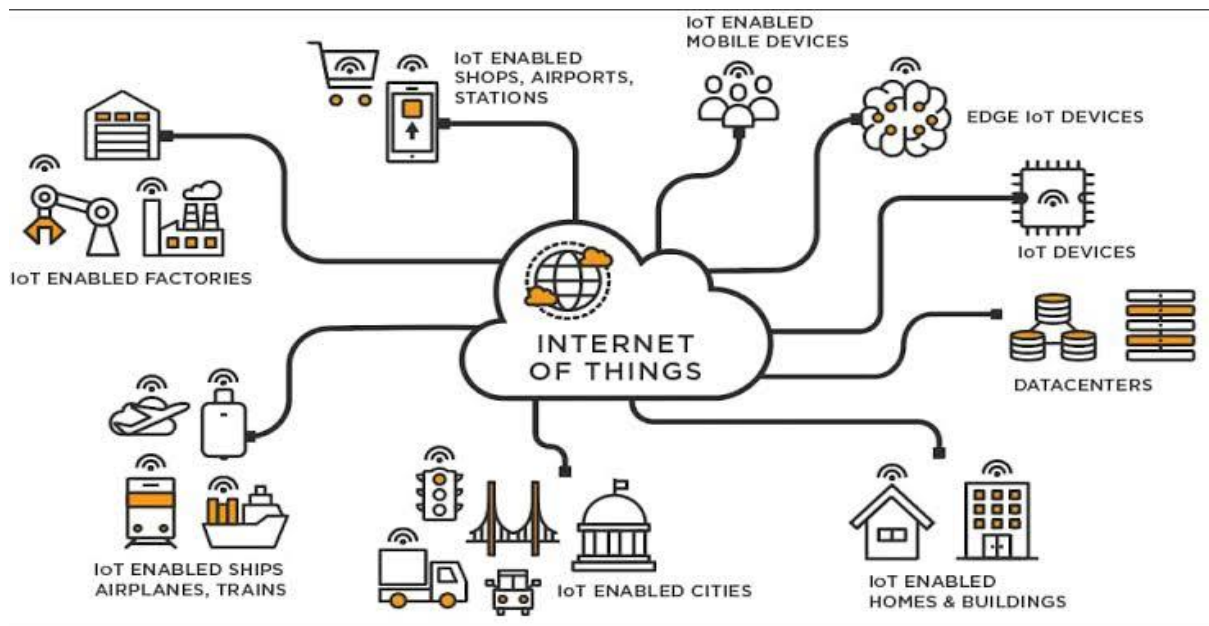 IoT ENABLED
SHOPS, AIRPORTS,
STATIONS
IoT ENABLED
MOBILE DEVICES
EDGE IoT DEVICES
IoT DEVICES
IoT ENABLED FACTORIES
INTERNET
OF THINGS
DATACENTERS
IoT ENABLED SHIPS
AIRPLANES, TRAINS
IoT ENABLED CITIES
IoT ENABLED
HOMES & BUILDINGS